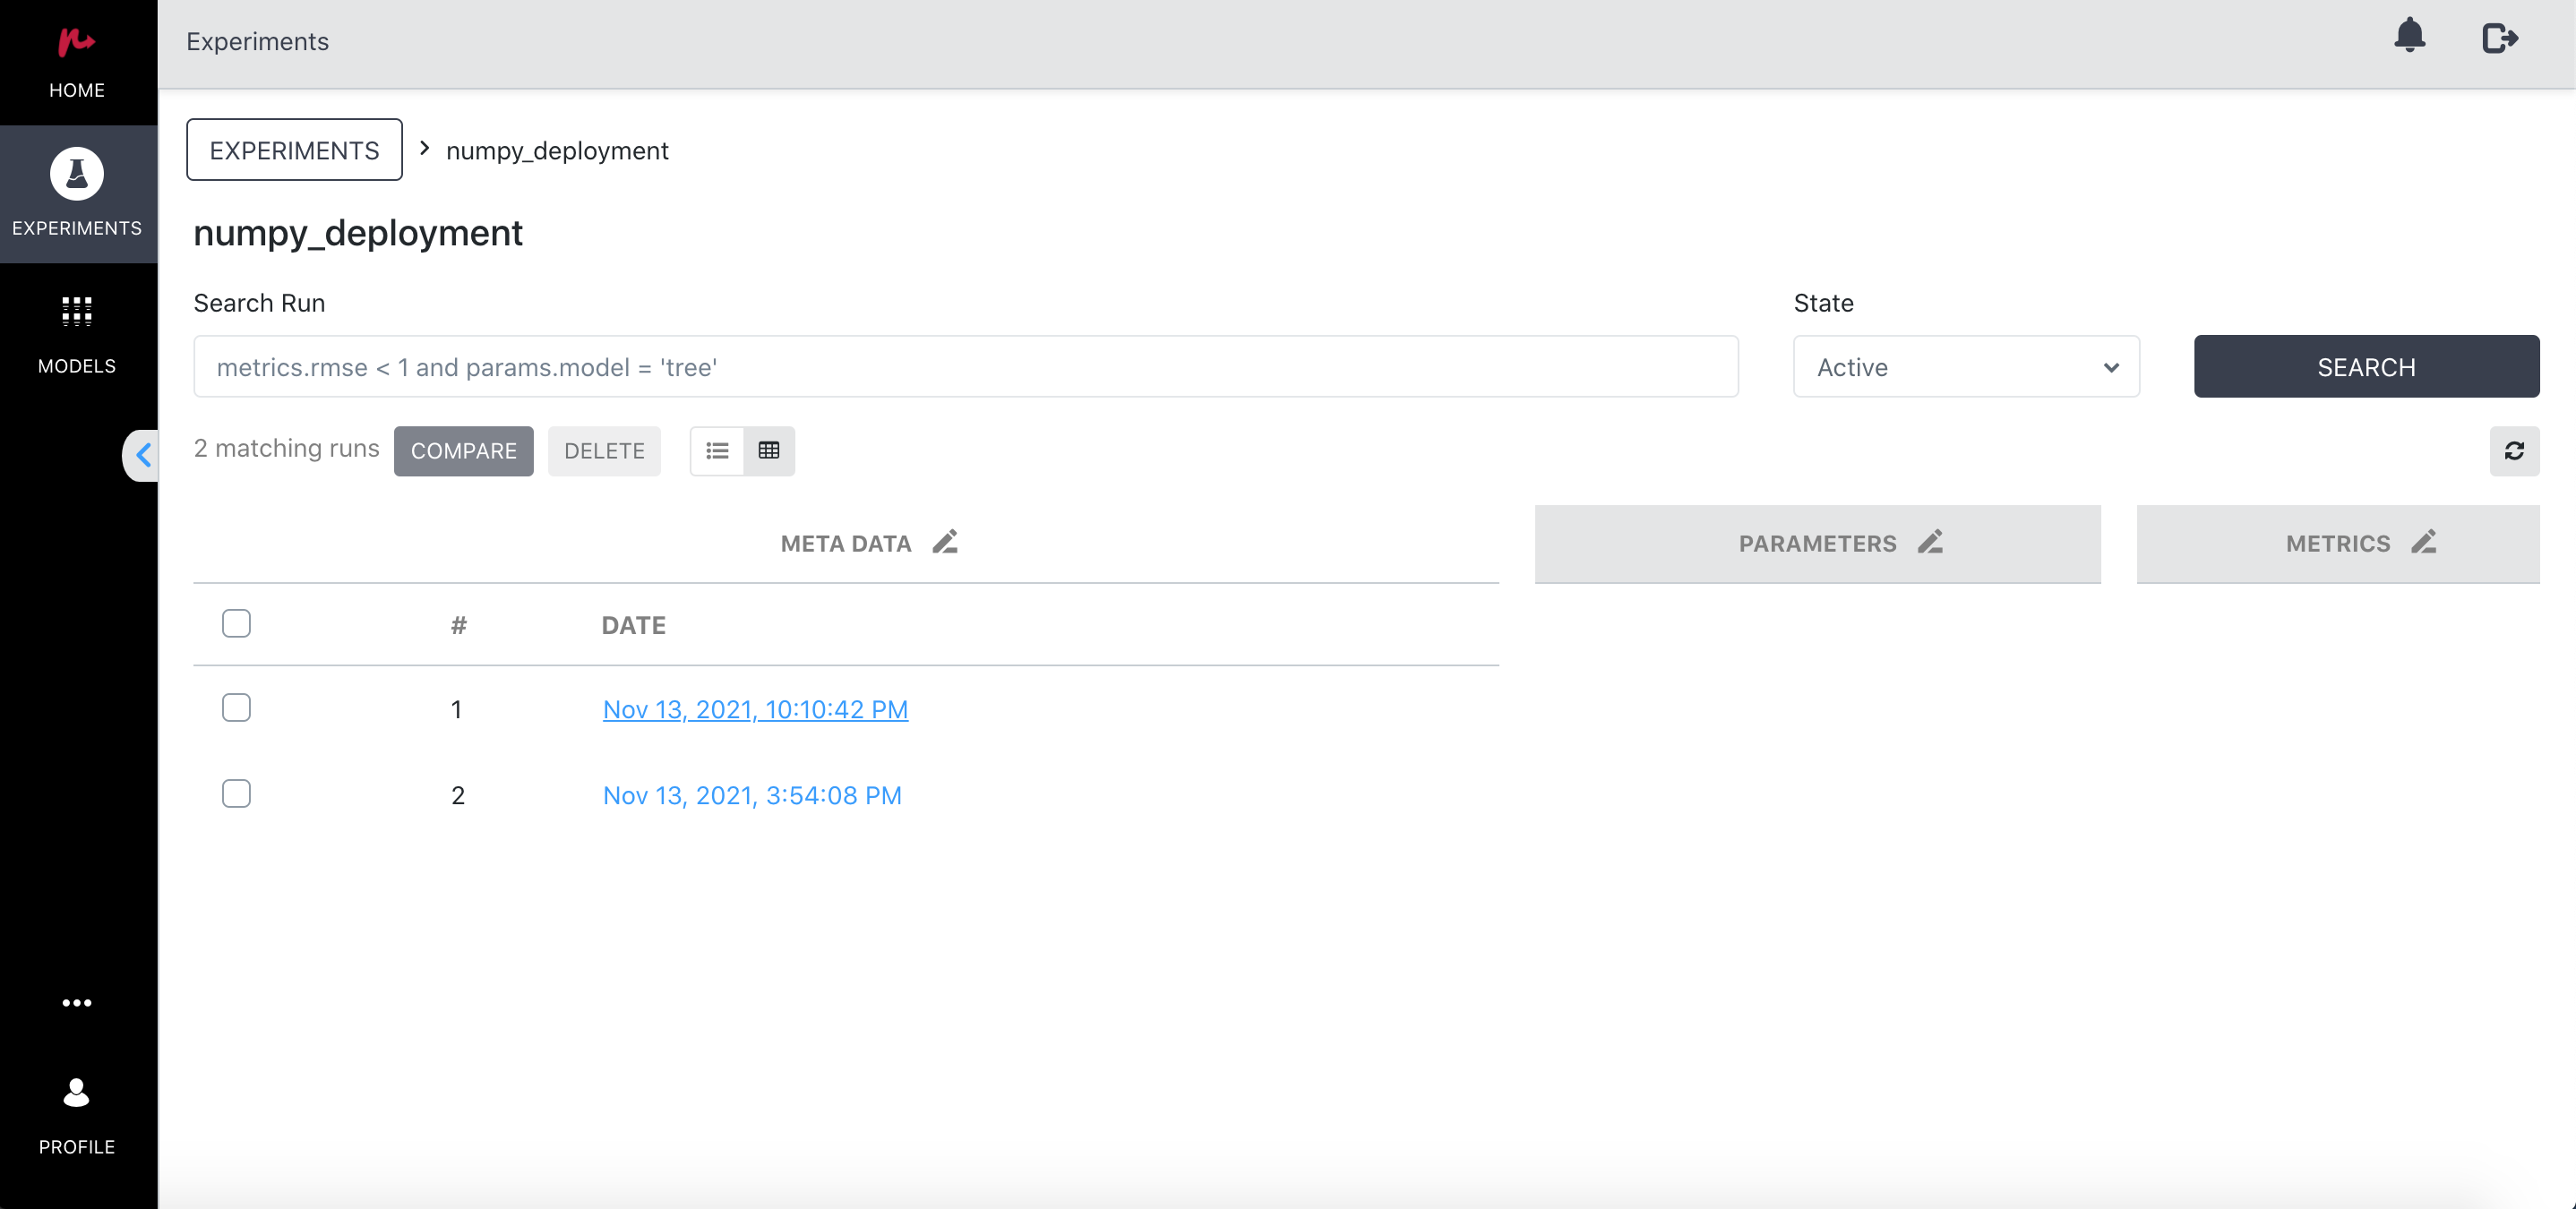 HOME
EXPERIMENTS
MODELS
PROFILE
Experiments
EXPERIMENTS > numpy_deployment
numpy_deployment
Search Run
State
metrics.rmse < 1 and params.model = 'tree'
Active
SEARCH
2 matching runs COMPARE DELETE
META DATA PARAMETERS METRICS
# DATE
1 Nov 13, 2021, 10:10:42 PM
2 Nov 13, 2021, 3:54:08 PM